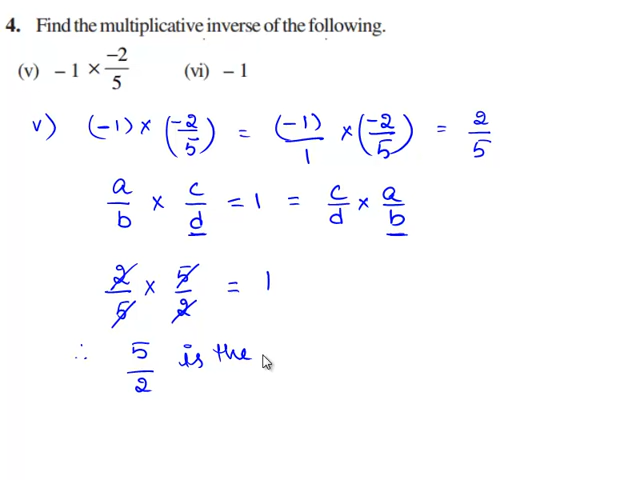 4. Find the multiplicative inverse of the following.
(v) – 1 × −2/5 (vi) – 1
v) (−1) × (−2/5) = (−1)/1 × (−2/5) = 2/5
a/b × c/d = 1 = c/d × a/b
2/5 × 5/2 = 1
∴ 5/2 is the